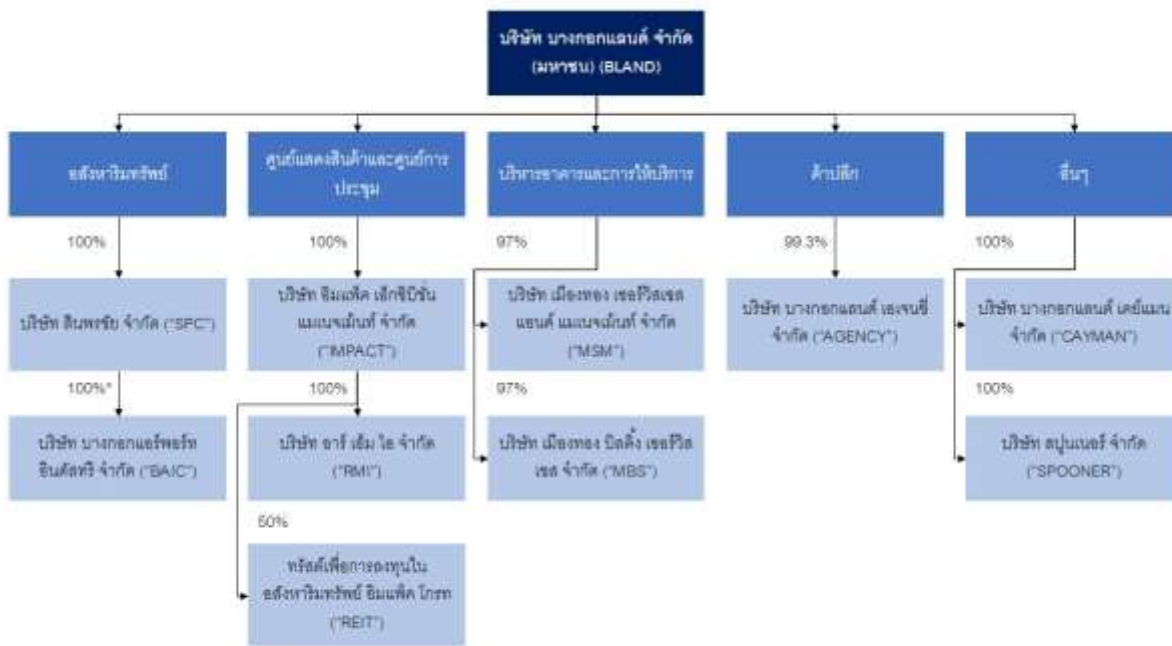 บริษัท บางกอกแลนด์ จำกัด
(มหาชน) (BLAND)
อสังหาริมทรัพย์
ศูนย์แสดงสินค้าและศูนย์การ
ประชุม
บริหารอาคารและการให้บริการ
ค้าปลีก
อื่นๆ
100%
100%
97%
99.3%
100%
บริษัท สินพรชัย จำกัด ("SPC")
บริษัท อิมแพ็ค เอ็กซิบิชั่น
แมเนจเม้นท์ จำกัด
("IMPACT")
บริษัท เมืองทอง เซอร์วิสเซส
แอนด์ แมเนจเม้นท์ จำกัด
("MSM")
บริษัท บางกอกแลนด์ เอเจนซี่
จำกัด ("AGENCY")
บริษัท บางกอกแลนด์ เคย์แมน
จำกัด ("CAYMAN")
100%*
100%
97%
100%
บริษัท บางกอกแอร์พอร์ท
อินดัสทรี จำกัด ("BAIC")
บริษัท อาร์ เอ็ม ไอ จำกัด
("RMI")
บริษัท เมืองทอง บิลดิ้ง เซอร์วิส
เซส จำกัด ("MBS")
บริษัท สปูนเนอร์ จำกัด
("SPOONER")
50%
ทรัสต์เพื่อการลงทุนใน
อสังหาริมทรัพย์ อิมแพ็ค โกรท
("REIT")